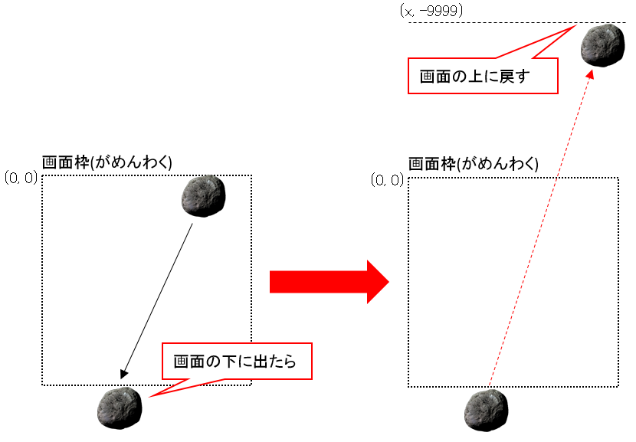 (x, -9999)
画面の上に戻す
画面枠(がめんわく)
(0, 0)
画面枠(がめんわく)
(0, 0)
画面の下に出たら